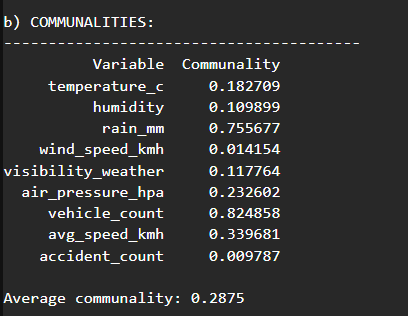 b) COMMUNALITIES:
----------------------------------------
Variable Communality
temperature_c 0.182709
humidity 0.109899
rain_mm 0.755677
wind_speed_kmh 0.014154
visibility_weather 0.117764
air_pressure_hpa 0.232602
vehicle_count 0.824858
avg_speed_kmh 0.339681
accident_count 0.009787
Average communality: 0.2875